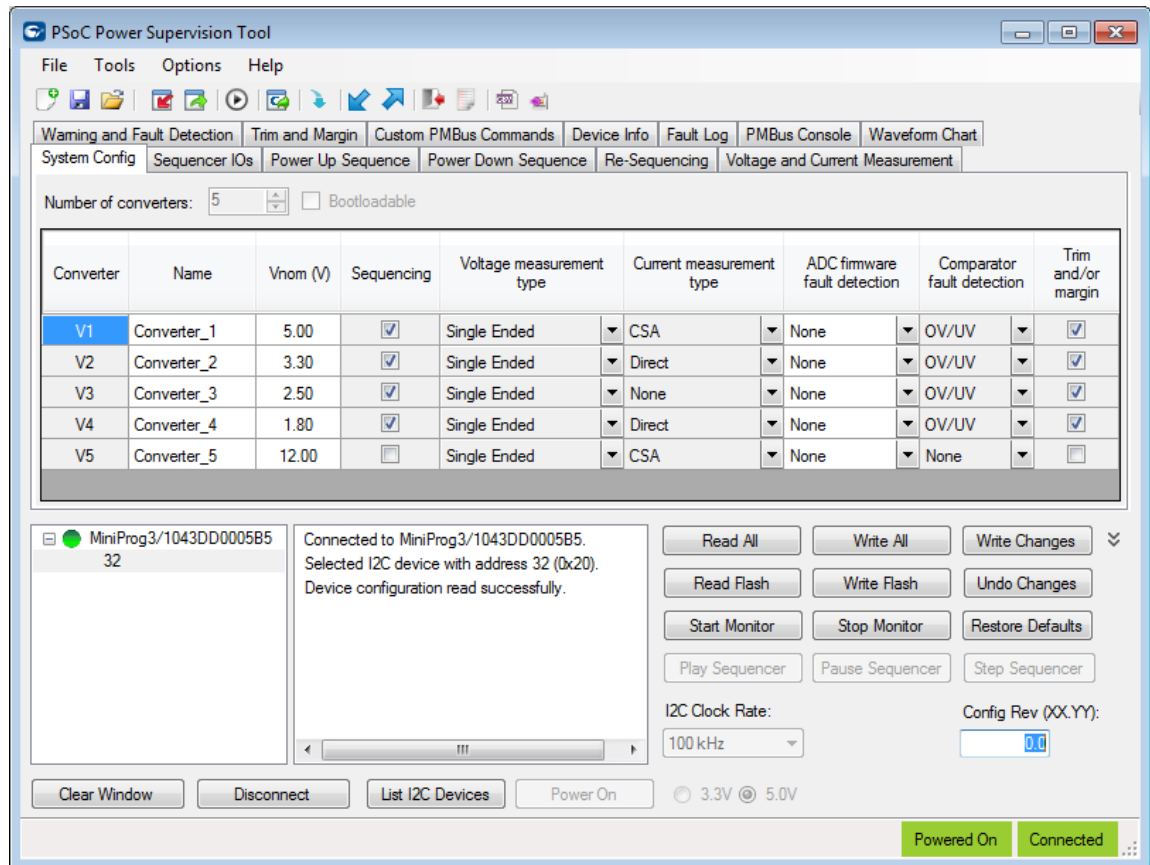 PSoC Power Supervision Tool
File Tools Options Help
Warning and Fault Detection Trim and Margin Custom PMBus Commands Device Info Fault Log PMBus Console Waveform Chart
System Config Sequencer IOs Power Up Sequence Power Down Sequence Re-Sequencing Voltage and Current Measurement
Number of converters: 5 Bootloadable
Converter Name Vnom (V) Sequencing Voltage measurement type Current measurement type ADC firmware fault detection Comparator fault detection Trim and/or margin
V1 Converter_1 5.00 Single Ended CSA None OV/UV
V2 Converter_2 3.30 Single Ended Direct None OV/UV
V3 Converter_3 2.50 Single Ended None None OV/UV
V4 Converter_4 1.80 Single Ended Direct None OV/UV
V5 Converter_5 12.00 Single Ended CSA None None
MiniProg3/1043DD0005B5
32
Connected to MiniProg3/1043DD0005B5.
Selected I2C device with address 32 (0x20).
Device configuration read successfully.
Read All Write All Write Changes
Read Flash Write Flash Undo Changes
Start Monitor Stop Monitor Restore Defaults
Play Sequencer Pause Sequencer Step Sequencer
I2C Clock Rate: Config Rev (XX.YY):
100 kHz 0.0
Clear Window Disconnect List I2C Devices Power On 3.3V 5.0V
Powered On Connected